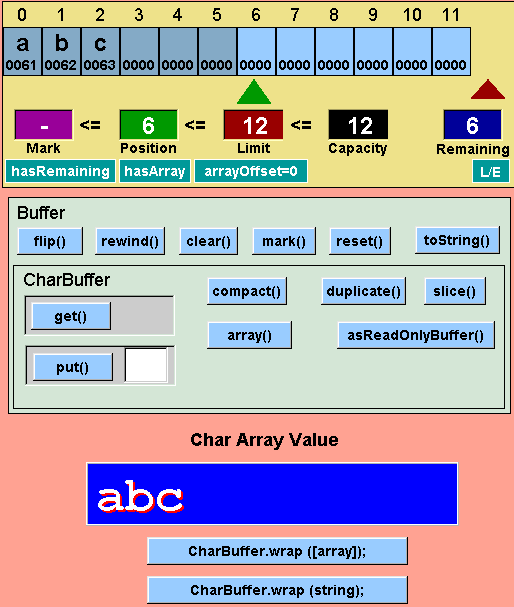 0 1 2 3 4 5 6 7 8 9 10 11
a b c
0061 0062 0063 0000 0000 0000 0000 0000 0000 0000 0000 0000
- <= 6 <= 12 <= 12 6
Mark Position Limit Capacity Remaining
hasRemaining hasArray arrayOffset=0 L/E
Buffer
flip() rewind() clear() mark() reset() toString()
CharBuffer
compact() duplicate() slice()
get()
array() asReadOnlyBuffer()
put()
Char Array Value
abc
CharBuffer.wrap ([array]);
CharBuffer.wrap (string);